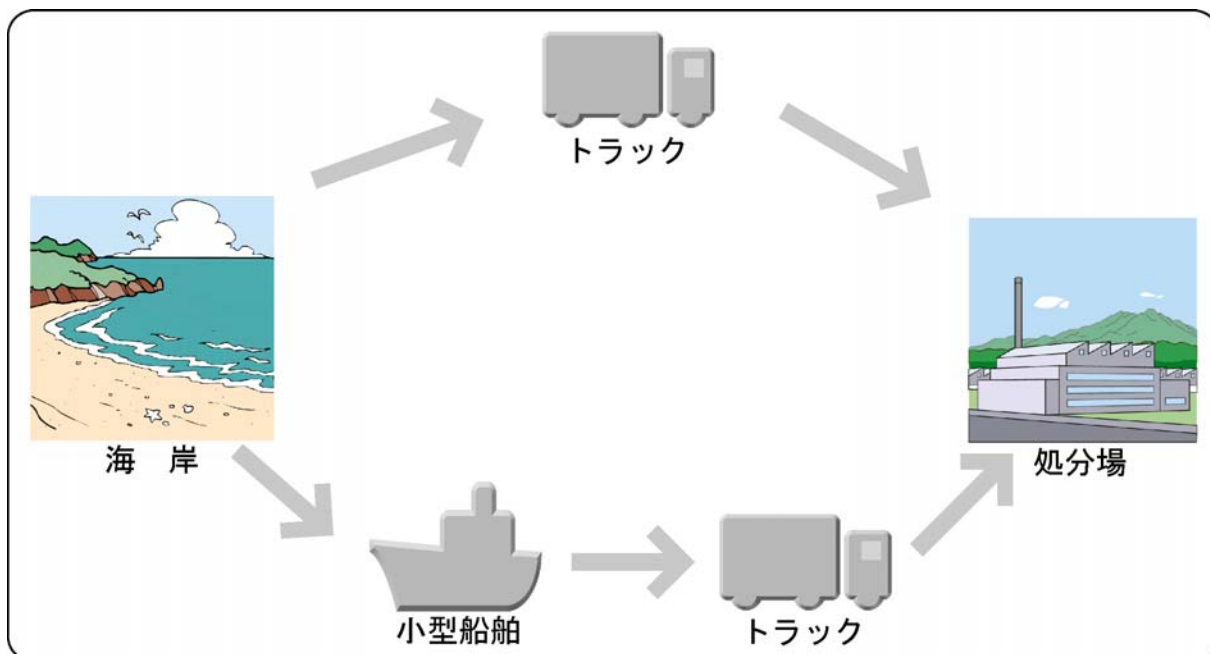 トラック
海　岸
処分場
小型船舶
トラック